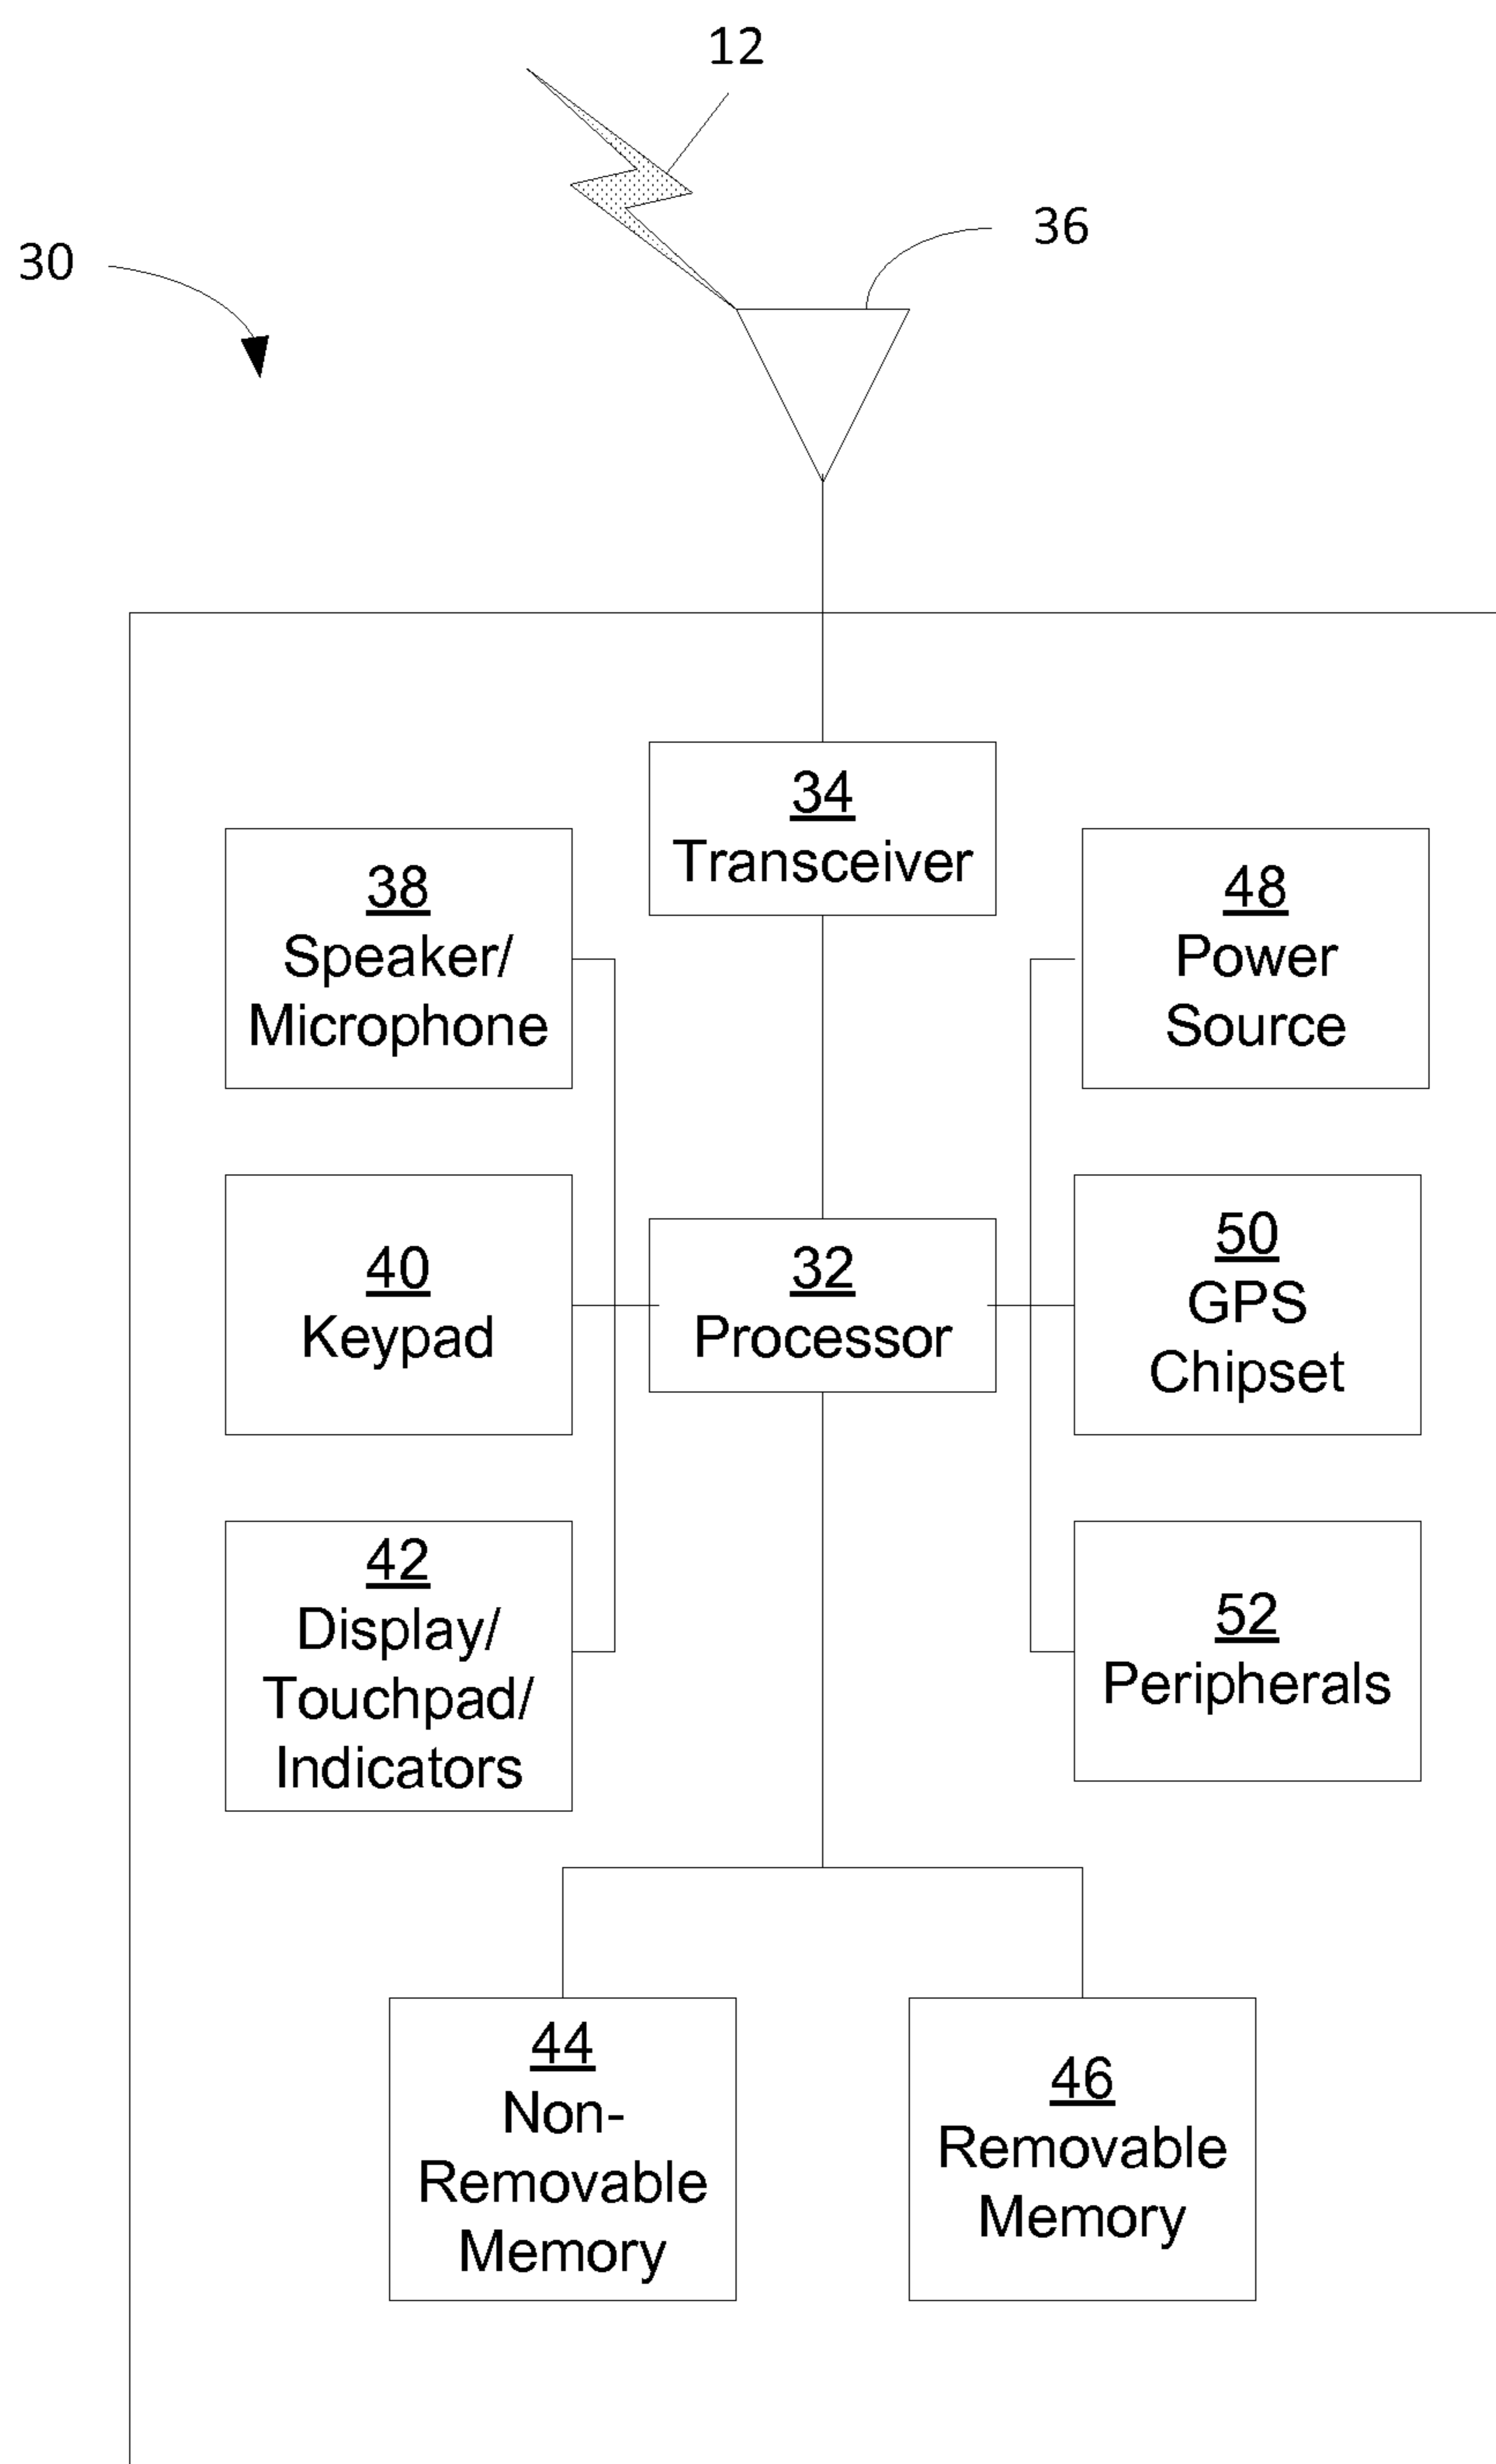 12
36
30
34
Transceiver
38
Speaker/
Microphone
48
Power
Source
40
Keypad
32
Processor
50
GPS
Chipset
42
Display/
Touchpad/
Indicators
52
Peripherals
44
Non-
Removable
Memory
46
Removable
Memory